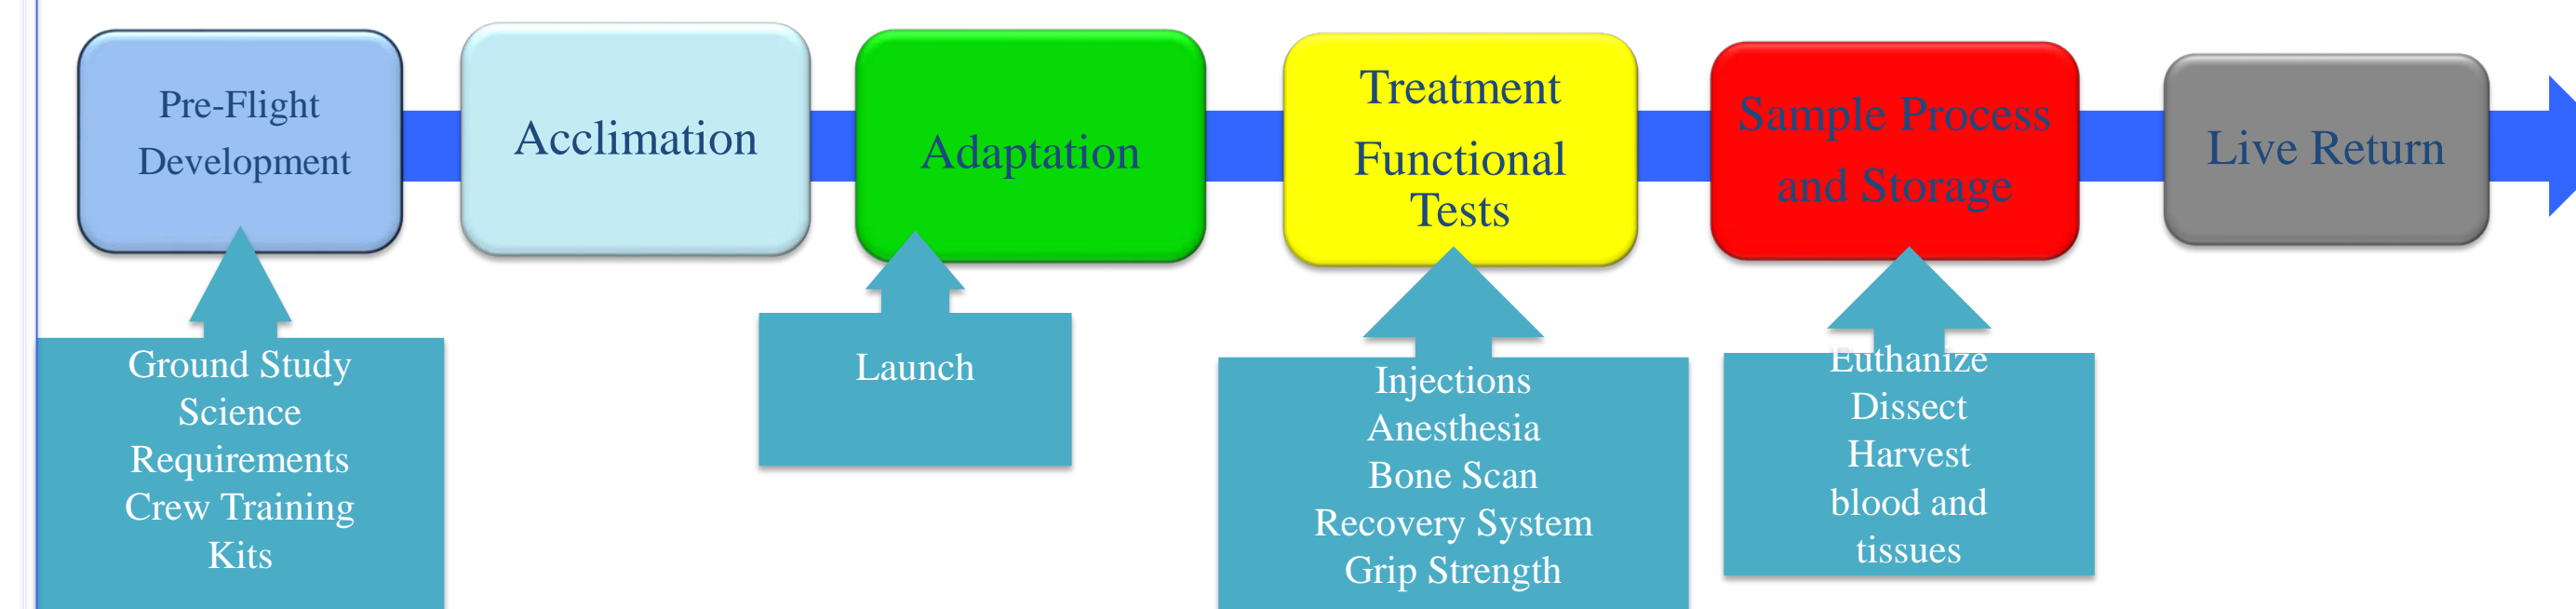 Pre-Flight
Development
Acclimation
Adaptation
Treatment
Functional
Tests
Sample Process
and Storage
Live Return
Ground Study
Science
Requirements
Crew Training
Kits
Launch
Injections
Anesthesia
Bone Scan
Recovery System
Grip Strength
Euthanize
Dissect
Harvest
blood and
tissues